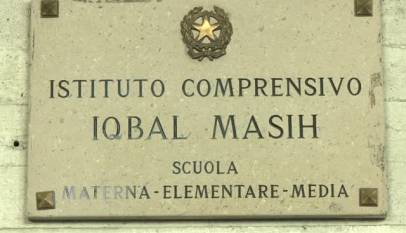 ISTITUTO COMPRENSIVO
IQBAL MASIH
SCUOLA
MATERNA-ELEMENTARE-MEDIA